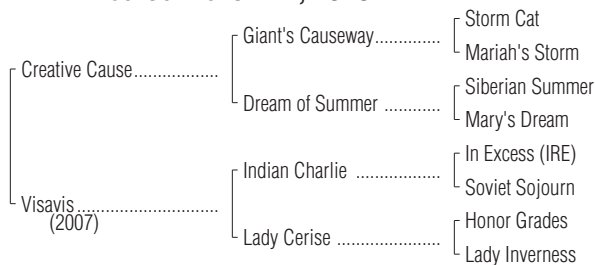 Storm Cat
Giant's Causeway..............
Mariah's Storm
Creative Cause..................
Siberian Summer
Dream of Summer ............
Mary's Dream
In Excess (IRE)
Indian Charlie ..................
Soviet Sojourn
Visavis..............................
(2007)
Honor Grades
Lady Cerise ......................
Lady Inverness